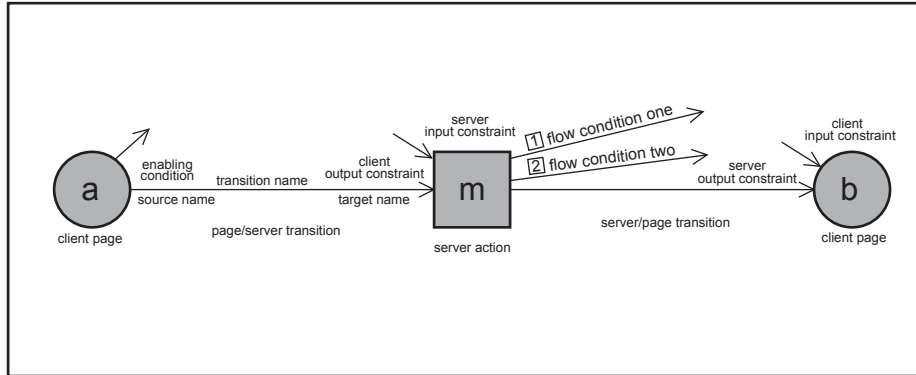 a
client page
enabling
condition
source name
transition name
page/server transition
client
output constraint
target name
server
input constraint
m
server action
1 flow condition one
2 flow condition two
server/page transition
server
output constraint
client
input constraint
b
client page